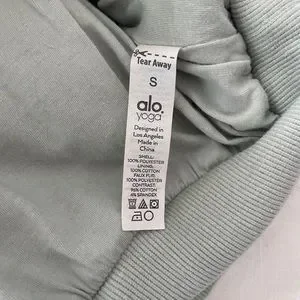 Tear Away
S
alo.
yoga
Designed in
Los Angeles
Made in
China
SHELL:
100% POLYESTER
LINING:
100% COTTON
FAUX FUR:
100% POLYESTER
CONTRAST:
96% COTTON
4% SPANDEX